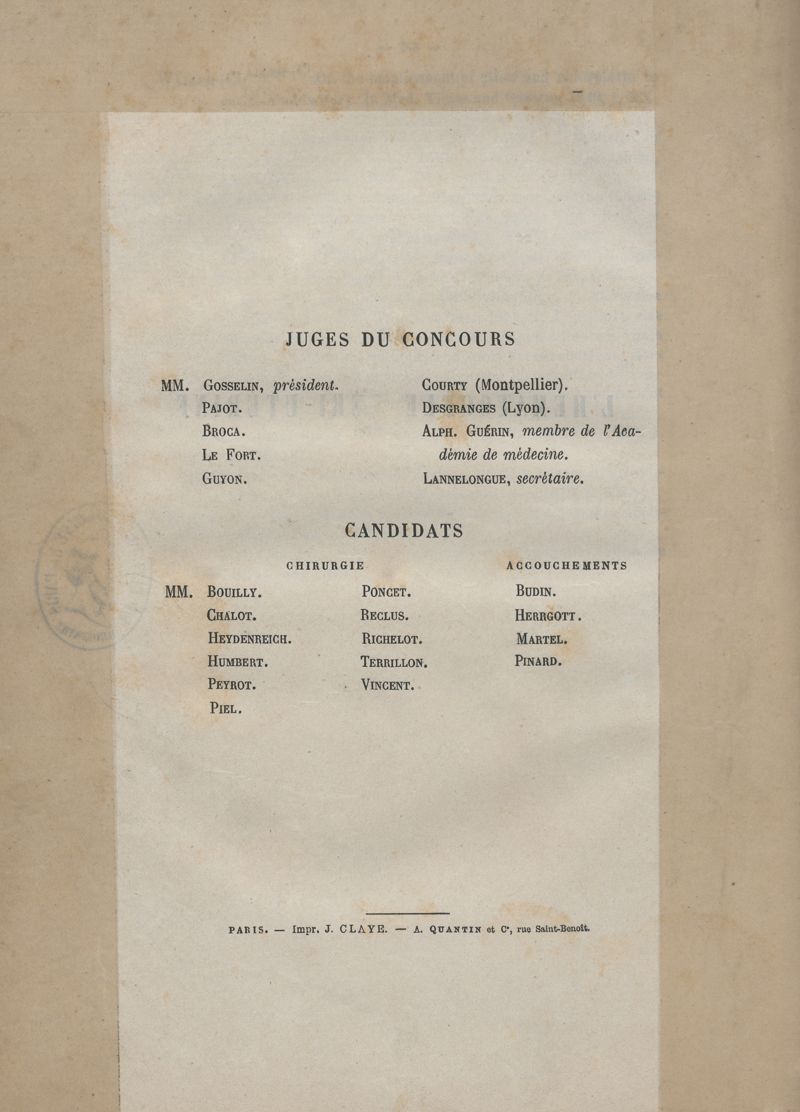 JUGES DU CONCOURS
MM. GOSSELIN, président.
PAJOT.
BROCA.
LE FORT.
GUYON.
COURTY (Montpellier).
DESGRANGES (Lyon).
ALPH. GUÉRIN, membre de l'Aca-
démie de médecine.
LANNELONGUE, secrétaire.
CANDIDATS
CHIRURGIE
MM. BOUILLY.
CHALOT.
HEYDENREICH.
HUMBERT.
PEYROT.
PIEL.
PONCET.
RECLUS.
RICHELOT.
TERRILLON.
VINCENT.
ACCOUCHEMENTS
BUDIN.
HERRGOTT.
MARTEL.
PINARD.
PARIS. — Impr. J. CLAYE. — A. QUANTIN et Cᵉ, rue Saint-Benoît.